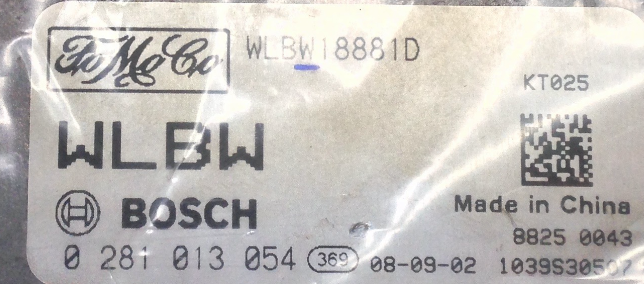 FoMoCo WLBW18881D
KT025
WLBW
BOSCH
Made in China
8825 0043
0 281 013 054 369 08-09-02 1039S30507